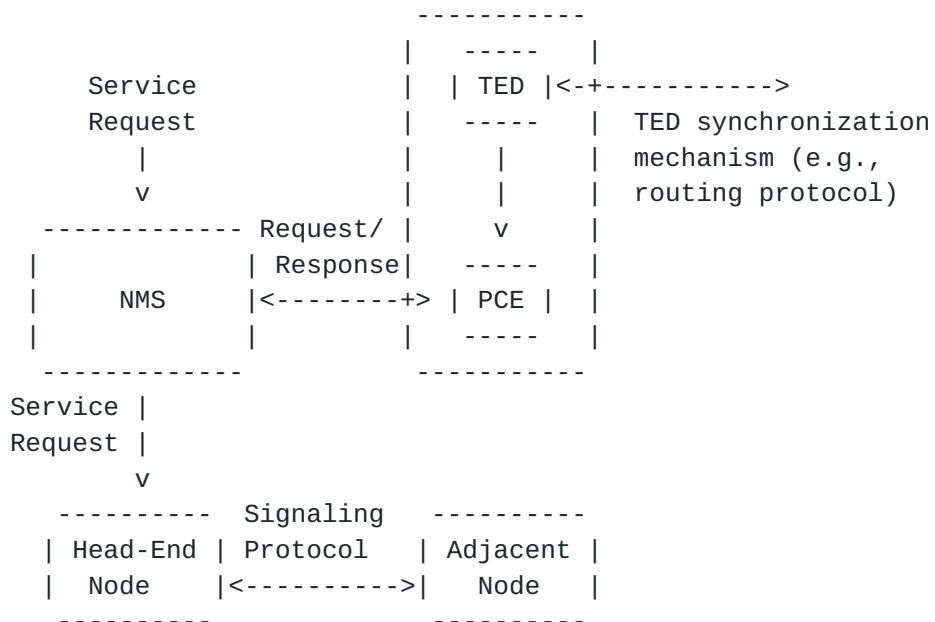 -----------
                         |   -----   |
     Service             |  | TED |<-+----------->
     Request             |   -----   |  TED synchronization
        |                |     |     |  mechanism (e.g.,
        v                |     |     |  routing protocol)
  ------------- Request/ |     v     |
 |             | Response|   -----   |
 |     NMS     |<--------+> | PCE |  |
 |             |         |   -----   |
  -------------           -----------
Service |
Request |
        v
   ----------  Signaling   ----------
  | Head-End | Protocol   | Adjacent |
  |  Node    |<---------->|   Node   |
   ----------              ----------